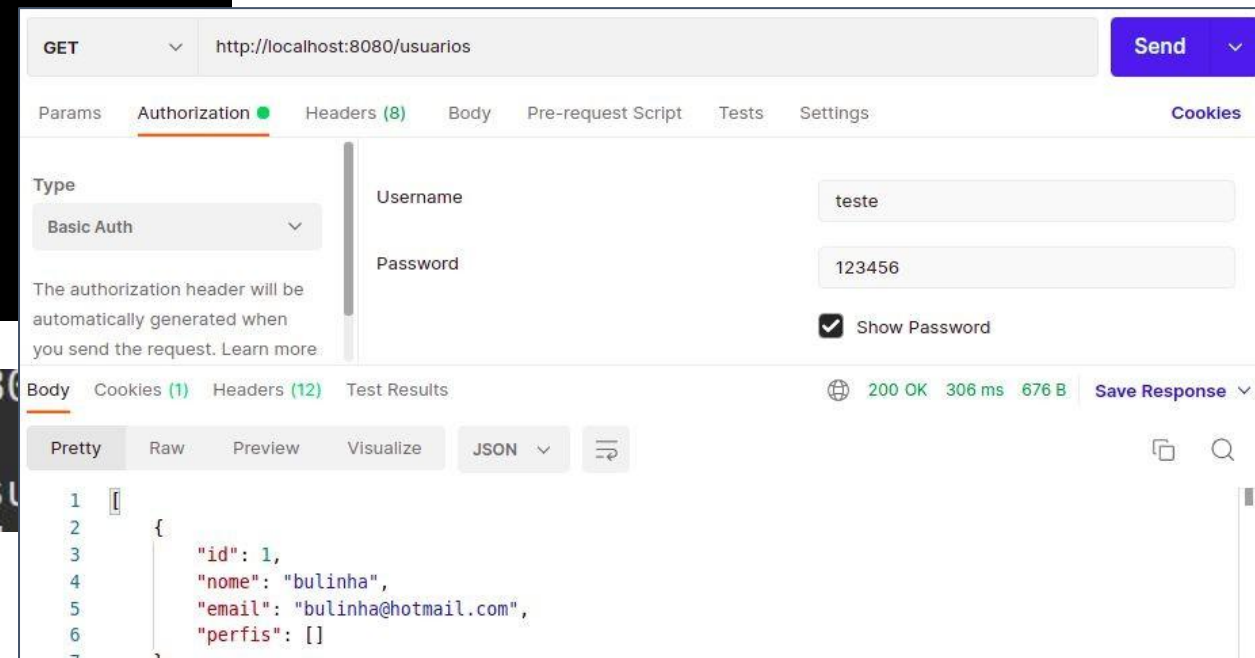 GET http://localhost:8080/usuarios Send
Params Authorization Headers (8) Body Pre-request Script Tests Settings Cookies
Type
Basic Auth
The authorization header will be
automatically generated when
you send the request. Learn more
Username teste
Password 123456
Show Password
Body Cookies (1) Headers (12) Test Results 200 OK 306 ms 676 B Save Response
Pretty Raw Preview Visualize JSON
1 [
2 {
3 "id": 1,
4 "nome": "bulinha",
5 "email": "bulinha@hotmail.com",
6 "perfis": []